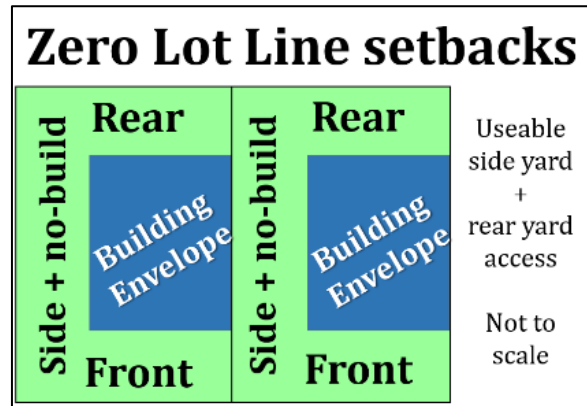 Zero Lot Line setbacks
Side + no-build
Rear
Building
Envelope
Front
Side + no-build
Rear
Building
Envelope
Front
Useable
side yard
+
rear yard
access
Not to
scale